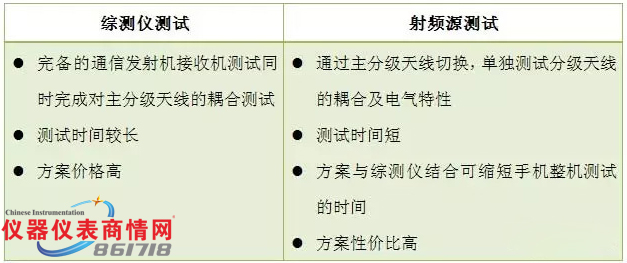 综测仪测试
● 完备的通信发射机接收机测试同
时完成对主分级天线的耦合测试
● 测试时间较长
● 方案价格高
射频源测试
● 通过主分级天线切换，单独测试分级天线
的耦合及电气特性
● 测试时间短
● 方案与综测仪结合可缩短手机整机测试
的时间
● 方案性价比高
Chinese Instrumentation
仪器仪表商情网
861718